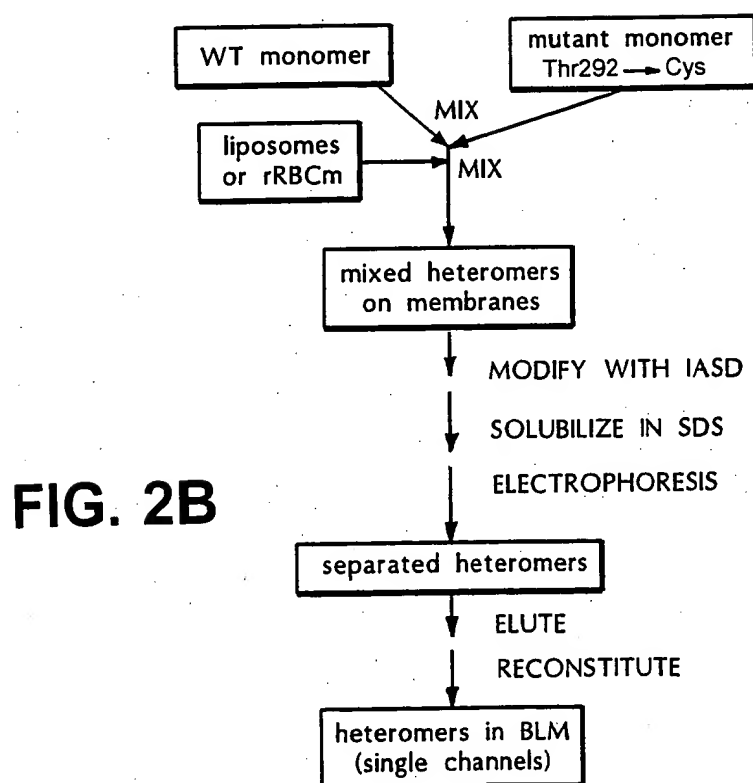 WT monomer
mutant monomer
Thr292 → Cys
MIX
liposomes
or rRBCm
MIX
mixed heteromers
on membranes
MODIFY WITH IASD
SOLUBILIZE IN SDS
ELECTROPHORESIS
FIG. 2B
separated heteromers
ELUTE
RECONSTITUTE
heteromers in BLM
(single channels)